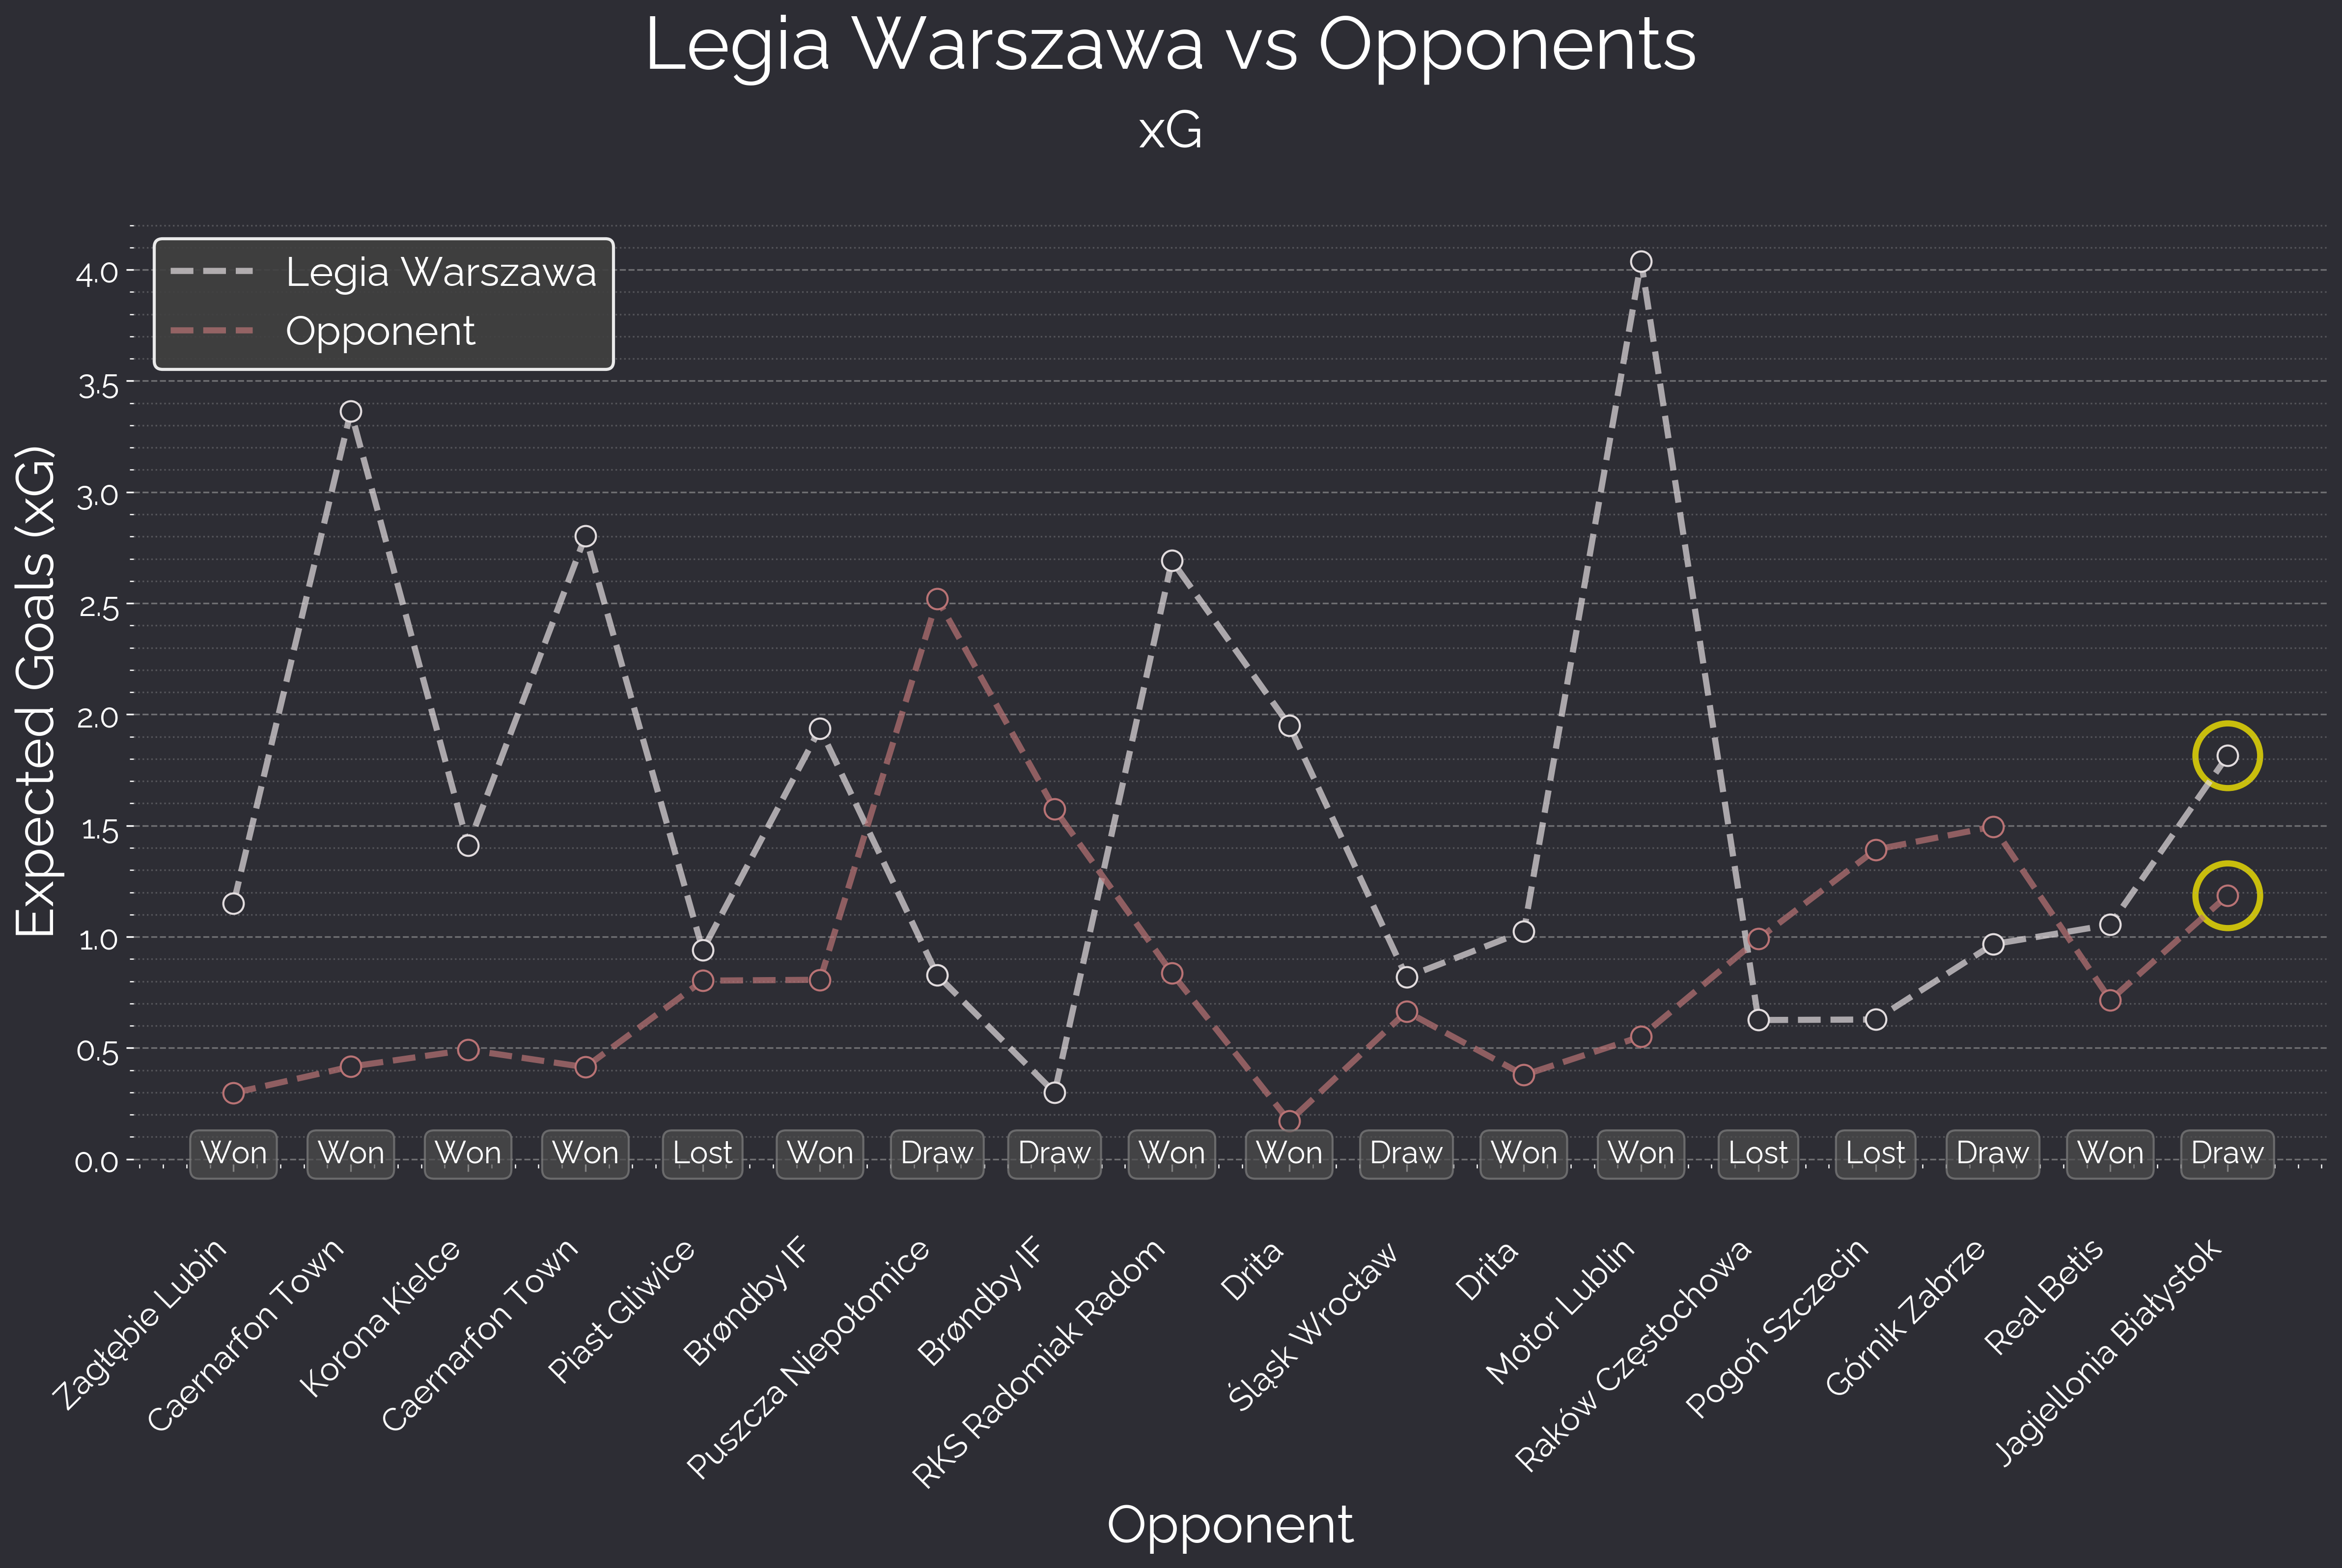 Legia Warszawa vs Opponents
xG
Legia Warszawa
Opponent
Expected Goals (xG)
4.0
3.5
3.0
2.5
2.0
1.5
1.0
0.5
0.0
Won Won Won Won Lost Won Draw Draw Won Won Draw Won Won Lost Lost Draw Won Draw
Zagłębie Lubin
Caernarfon Town
Korona Kielce
Caernarfon Town
Piast Gliwice
Brøndby IF
Puszcza Niepołomice
Brøndby IF
RKS Radomiak Radom
Drita
Śląsk Wrocław
Drita
Motor Lublin
Raków Częstochowa
Pogoń Szczecin
Górnik Zabrze
Real Betis
Jagiellonia Białystok
Opponent